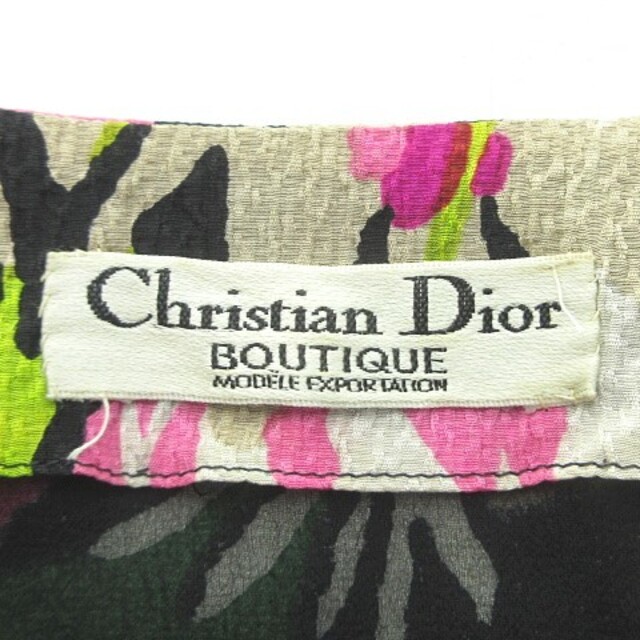 Christian Dior
BOUTIQUE
MODÈLE EXPORTATION